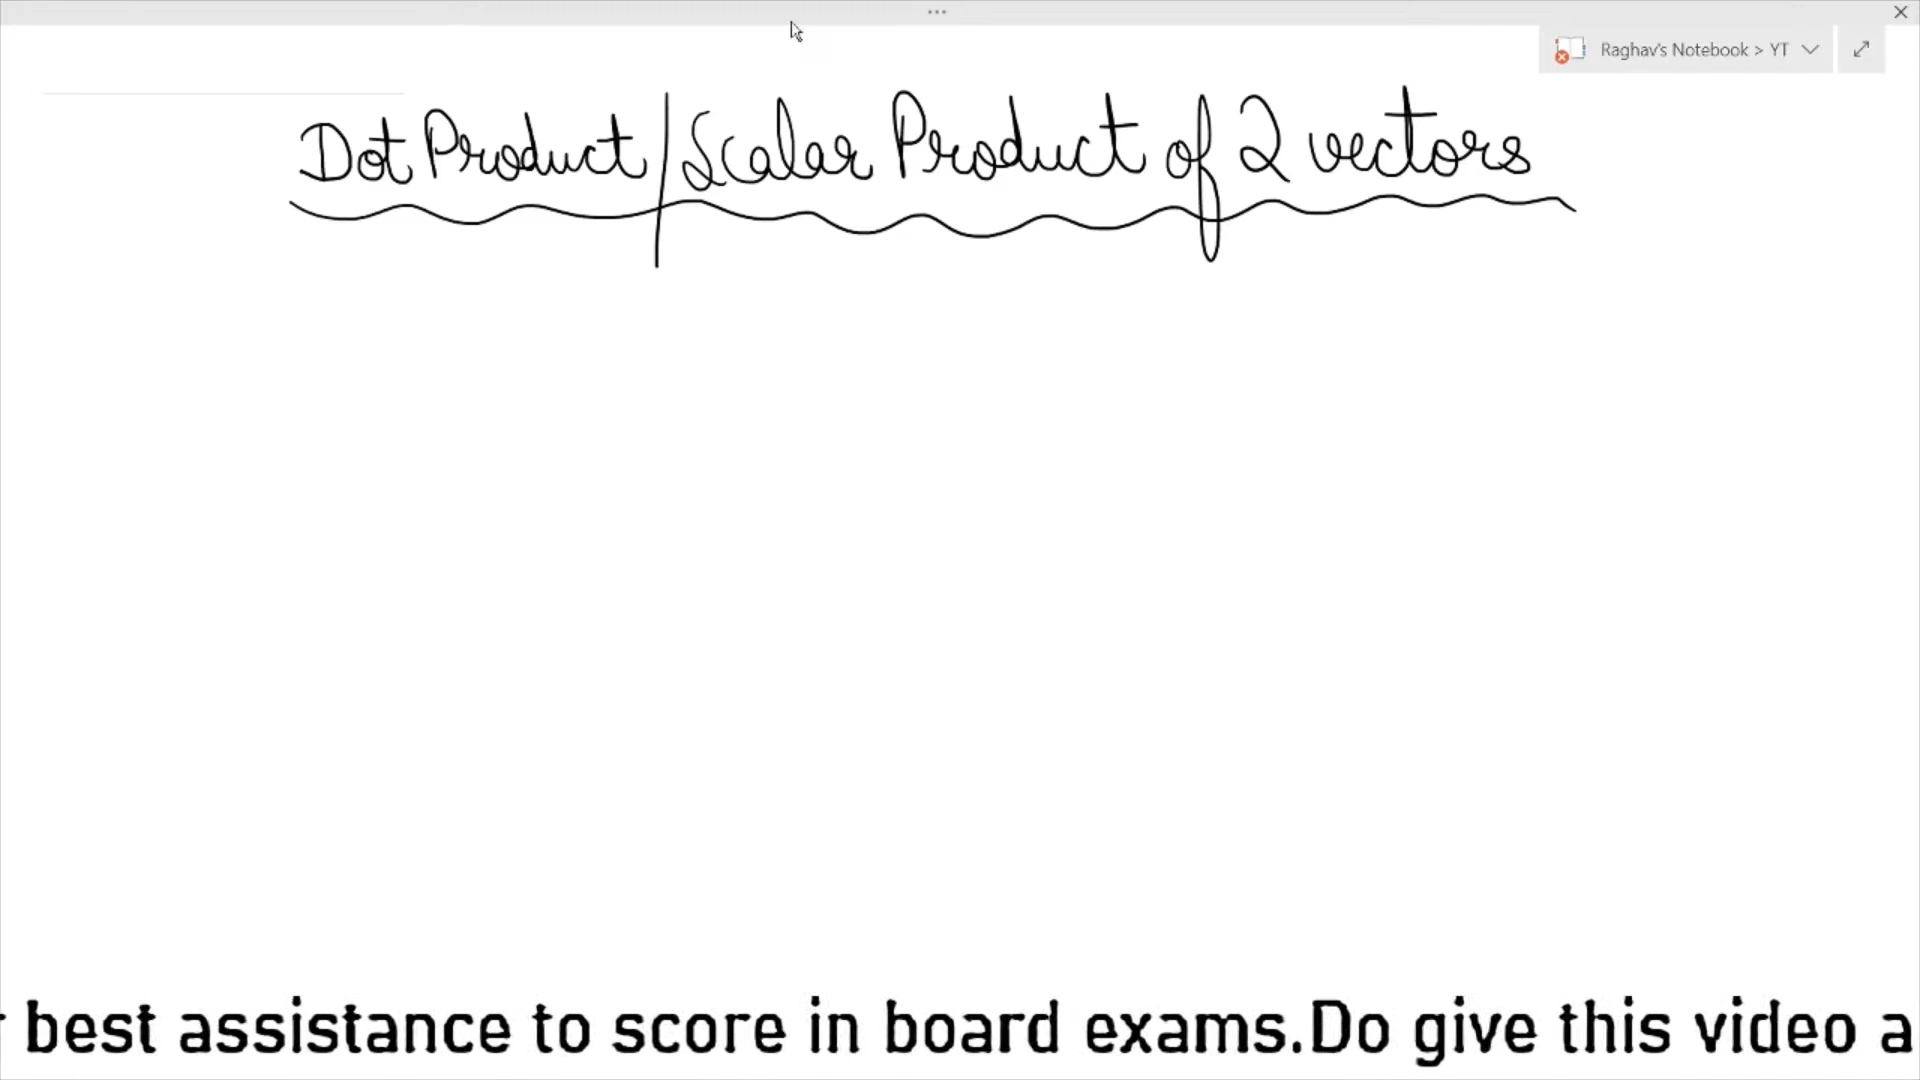 Raghav's Notebook > YT
Dot Product/Scalar Product of 2 vectors
best assistance to score in board exams.Do give this video a